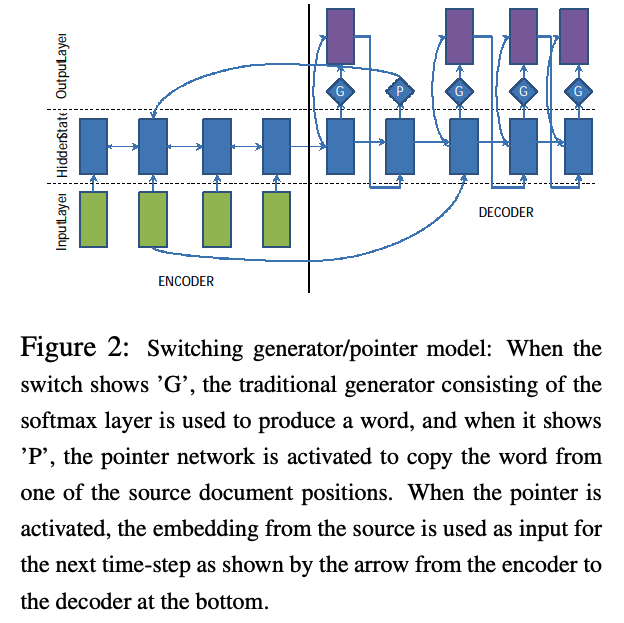 OutputLayer
G
P
G
G
G
HiddenState
InputLayer
DECODER
ENCODER
Figure 2: Switching generator/pointer model: When the
switch shows ’G’, the traditional generator consisting of the
softmax layer is used to produce a word, and when it shows
’P’, the pointer network is activated to copy the word from
one of the source document positions. When the pointer is
activated, the embedding from the source is used as input for
the next time-step as shown by the arrow from the encoder to
the decoder at the bottom.